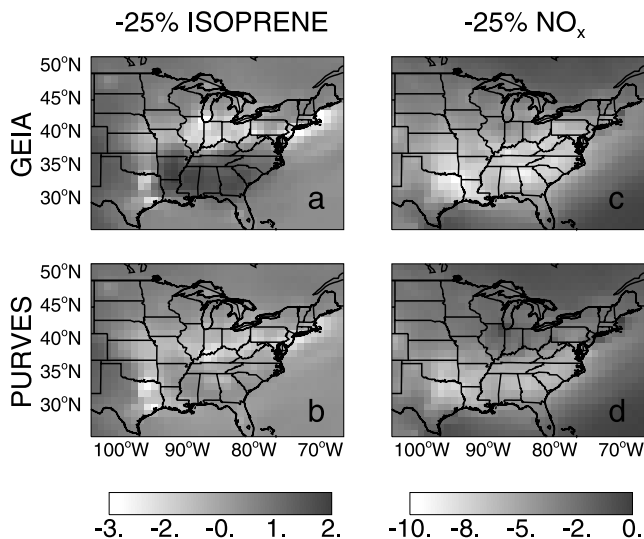 -25% ISOPRENE -25% NOx
GEIA
50°N
45°N
40°N
35°N
30°N
a
c
PURVES
50°N
45°N
40°N
35°N
30°N
b
d
100°W 90°W 80°W 70°W 100°W 90°W 80°W 70°W
-3. -2. -0. 1. 2. -10. -8. -5. -2. 0.